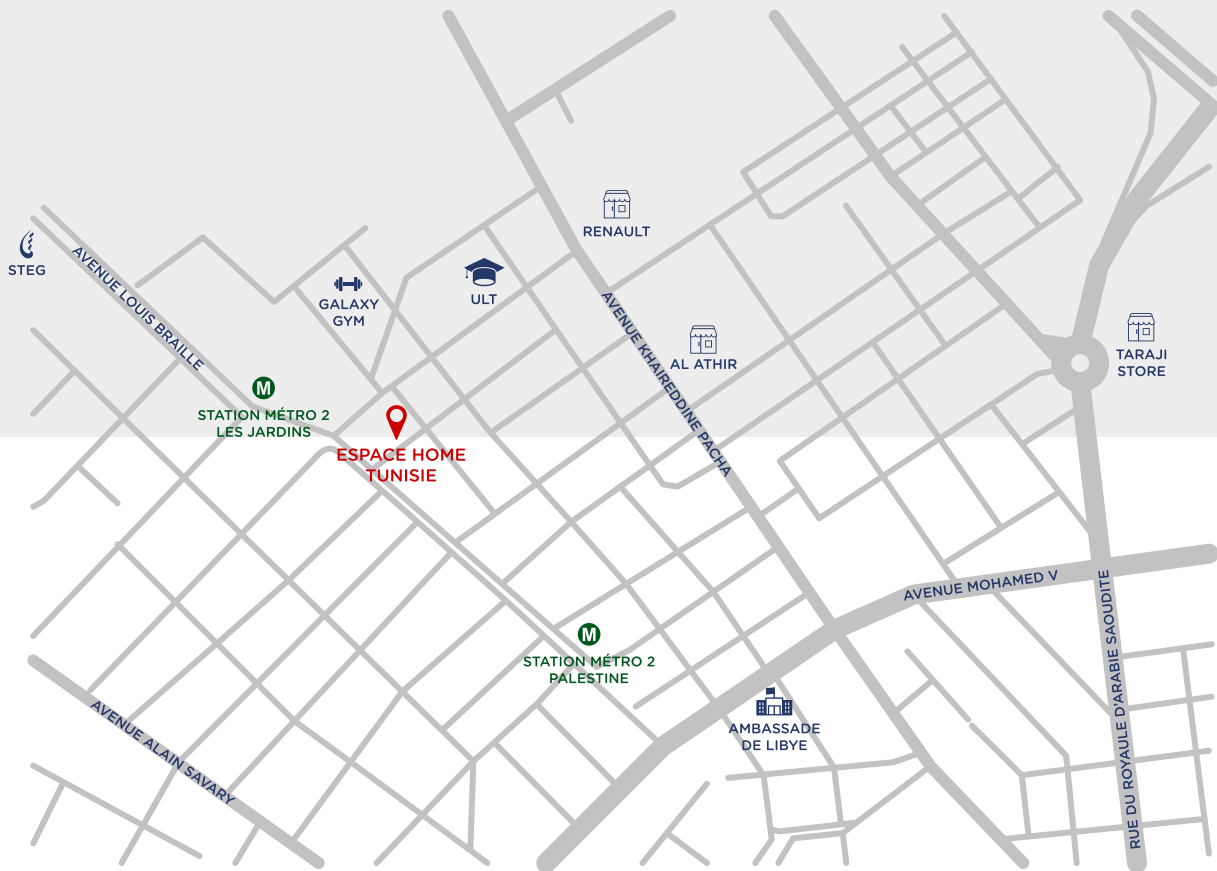 RENAULT
STEG
AVENUE LOUIS BRAILLE
GALAXY
GYM
ULT
AVENUE KHAIREDDINE PACHA
AL ATHIR
TARAJI
STORE
M
STATION MÉTRO 2
LES JARDINS
ESPACE HOME
TUNISIE
AVENUE MOHAMED V
RUE DU ROYAULE D'ARABIE SAOUDITE
M
STATION MÉTRO 2
PALESTINE
AVENUE ALAIN SAVARY
AMBASSADE
DE LIBYE